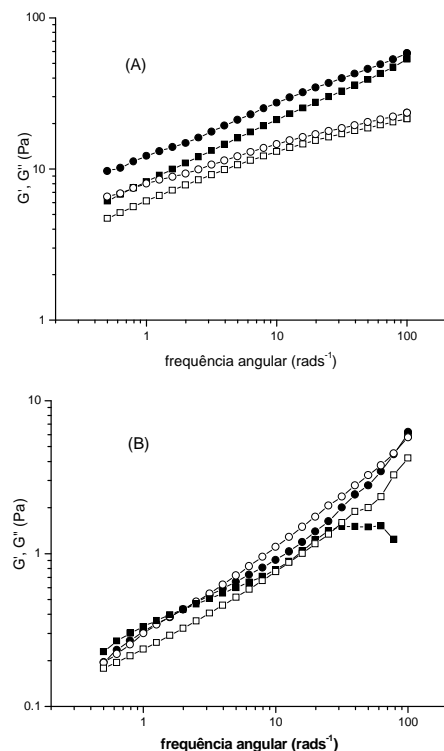 (A)
100
10
1
G', G'' (Pa)
1
10
100
frequência angular (rads⁻¹)
(B)
10
1
0.1
G', G'' (Pa)
1
10
100
frequência angular (rads⁻¹)